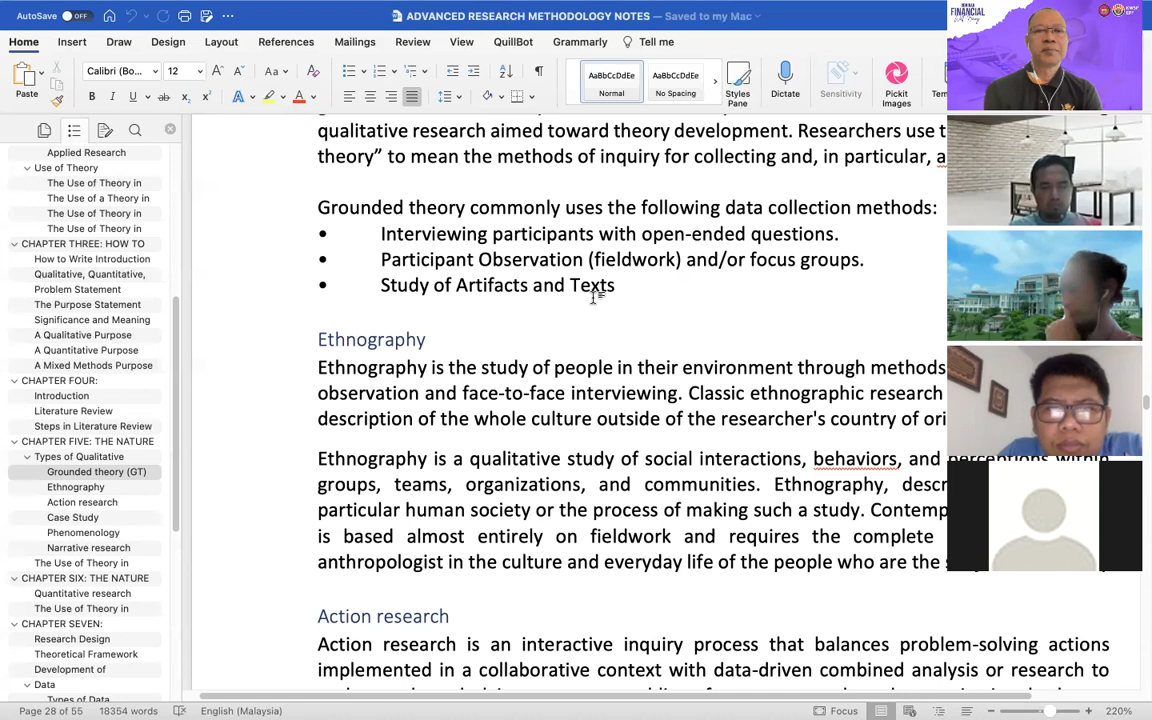 AutoSave OFF
ADVANCED RESEARCH METHODOLOGY NOTES — Saved to my Mac
Home Insert Draw Design Layout References Mailings Review View QuillBot Grammarly Tell me
Paste
Calibri (Bo... 12
AaBbCcDdEe
Normal
AaBbCcDdEe
No Spacing
Styles
Pane
Dictate
Sensitivity
Pickit
Images
FINANCIAL
Applied Research
Use of Theory
The Use of Theory in
The Use of a Theory in
The Use of Theory in
The Use of Theory in
CHAPTER THREE: HOW TO
How to Write Introduction
Qualitative, Quantitative,
Problem Statement
The Purpose Statement
Significance and Meaning
A Qualitative Purpose
A Quantitative Purpose
A Mixed Methods Purpose
CHAPTER FOUR:
Introduction
Literature Review
Steps in Literature Review
CHAPTER FIVE: THE NATURE
Types of Qualitative
Grounded theory (GT)
Ethnography
Action research
Case Study
Phenomenology
Narrative research
The Use of Theory in
CHAPTER SIX: THE NATURE
Quantitative research
The Use of Theory in
CHAPTER SEVEN:
Research Design
Theoretical Framework
Development of
Data
Types of Data
qualitative research aimed toward theory development. Researchers use t
theory” to mean the methods of inquiry for collecting and, in particular, a
Grounded theory commonly uses the following data collection methods:
• Interviewing participants with open-ended questions.
• Participant Observation (fieldwork) and/or focus groups.
• Study of Artifacts and Texts
Ethnography
Ethnography is the study of people in their environment through methods
observation and face-to-face interviewing. Classic ethnographic research
description of the whole culture outside of the researcher's country of ori
Ethnography is a qualitative study of social interactions, behaviors, and perceptions within
groups, teams, organizations, and communities. Ethnography, descr
particular human society or the process of making such a study. Contemp
is based almost entirely on fieldwork and requires the complete
anthropologist in the culture and everyday life of the people who are the
Action research
Action research is an interactive inquiry process that balances problem-solving actions
implemented in a collaborative context with data-driven combined analysis or research to
Page 28 of 55 18354 words English (Malaysia) Focus 220%